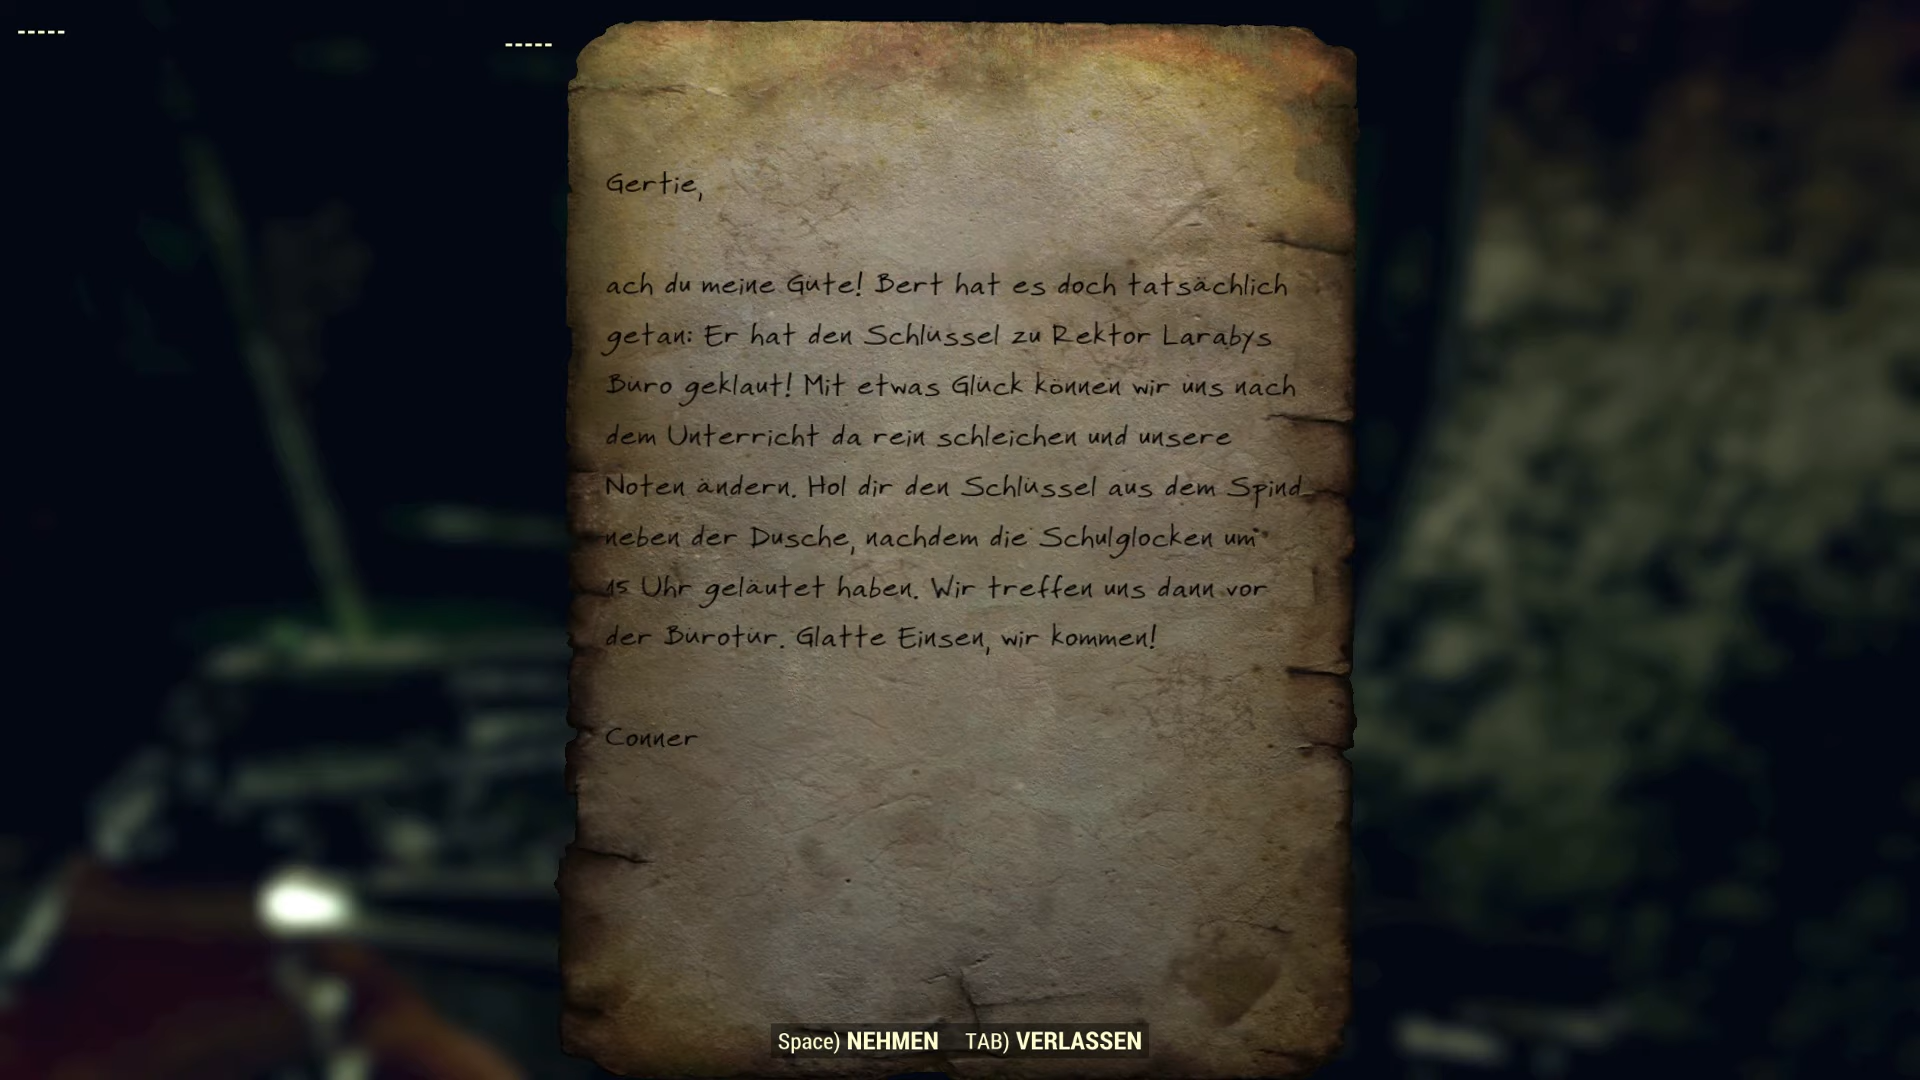 -----
-----
Gertie,
ach du meine Güte! Bert hat es doch tatsächlich
getan: Er hat den Schlüssel zu Rektor Larabys
Büro geklaut! Mit etwas Glück können wir uns nach
dem Unterricht da rein schleichen und unsere
Noten ändern. Hol dir den Schlüssel aus dem Spind
neben der Dusche, nachdem die Schulglocken um
15 Uhr geläutet haben. Wir treffen uns dann vor
der Bürotür. Glatte Einsen, wir kommen!
Conner
Space) NEHMEN TAB) VERLASSEN